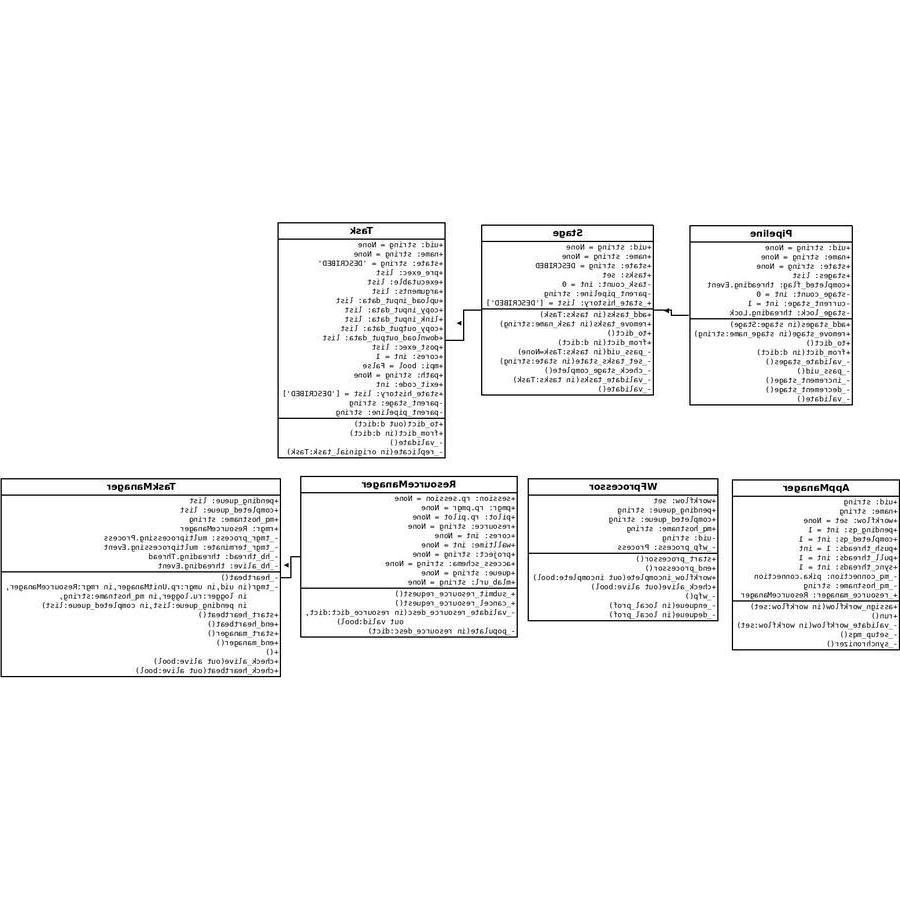 Pipeline
+uid: string = None
+name: string = None
+state: string = None
+stages: list
+completed_flag: threading.Event
-stage_count: int = 0
-current_stage: int = 1
-stage_lock: threading.Lock
+add_stages(in stage:Stage)
+remove_stages(in stage_name:string)
+to_dict()
+from_dict(in d:dict)
-_validate_stages()
-_pass_uid()
-_increment_stage()
-_decrement_stage()
-_validate()
Stage
+uid: string = None
+name: string = None
+state: string = DESCRIBED
+tasks: set
-task_count: int = 0
-parent_pipeline: string
+_state_history: list = ['DESCRIBED']
+add_tasks(in tasks:Task)
+remove_tasks(in task_name:string)
+to_dict()
+from_dict(in d:dict)
-_pass_uid(in tasks:Task=None)
-_set_tasks_state(in state:string)
-_check_stage_complete()
-_validate_tasks(in tasks:Task)
-_validate()
Task
+uid: string = None
+name: string = None
+state: string = 'DESCRIBED'
+pre_exec: list
+executable: list
+arguments: list
+upload_input_data: list
+copy_input_data: list
+link_input_data: list
+copy_output_data: list
+download_output_data: list
+post_exec: list
+cores: int = 1
+mpi: bool = False
+path: string = None
+exit_code: int
+state_history: list = ['DESCRIBED']
-parent_stage: string
-parent_pipeline: string
+to_dict(out d:dict)
+from_dict(in d:dict)
-_validate()
-_replicate(in originial_task:Task)
AppManager
+uid: string
+name: string
+workflow: set = None
+pending_qs: int = 1
+completed_qs: int = 1
+push_threads: int = 1
+pull_threads: int = 1
+sync_threads: int = 1
-_mq_connection: pika.connection
-_mq_hostname: string
+_resource_manager: ResourceManager
+assign_workflow(in workflow:set)
+run()
-_validate_workflow(in workflow:set)
-_setup_mqs()
-_synchronizer()
WFprocessor
+workflow: set
+pending_queue: string
+completed_queue: string
+mq_hostname: string
-uid: string
-_wfp_process: Process
+start_processor()
+end_processor()
+workflow_incomplete(out incomplete:bool)
+check_alive(out alive:bool)
-_wfp()
-_enqueue(in local_prof)
-_dequeue(in local_prof)
ResourceManager
+session: rp.session = None
+pmgr: rp.pmgr = None
+pilot: rp.pilot = None
+resource: string = None
+cores: int = None
+walltime: int = None
+project: string = None
+access_schema: string = None
+queue: string = None
+mlab_url: string = None
+_submit_resource_request()
+_cancel_resource_request()
-_validate_resource_desc(in resource_dict:dict,
out valid:bool)
-_populate(in resource_desc:dict)
TaskManager
+pending_queue: list
+completed_queue: list
+mq_hostname: string
+rmgr: ResourceManager
-_tmgr_process: multiprocessing.Process
-_tmgr_terminate: multiprocessing.Event
-_hb_thread: threading.Thread
-_hb_alive: threading.Event
-_heartbeat()
-_tmgr(in uid,in umgr:rp.UnitManager,in rmgr:ResourceManager,
in logger:ru.logger,in mq_hostname:string,
in pending_queue:list,in completed_queue:list)
+start_heartbeat()
+end_heartbeat()
+start_manager()
+end_manager()
+()
+check_alive(out alive:bool)
+check_heartbeat(out alive:bool)